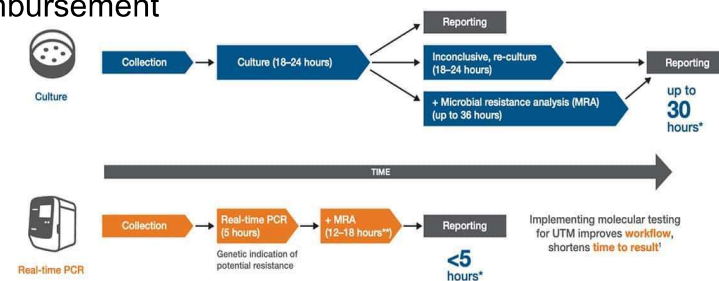 nbursement
Reporting
Collection
Culture (18–24 hours)
Inconclusive, re-culture
(18–24 hours)
Reporting
Culture
+ Microbial resistance analysis (MRA)
(up to 36 hours)
up to
30
hours*
TIME
Collection
Real-time PCR
(5 hours)
+ MRA
(12–18 hours**)
Reporting
Implementing molecular testing
for UTM improves workflow,
shortens time to result¹
Genetic indication of
potential resistance
<5
hours*
Real-time PCR